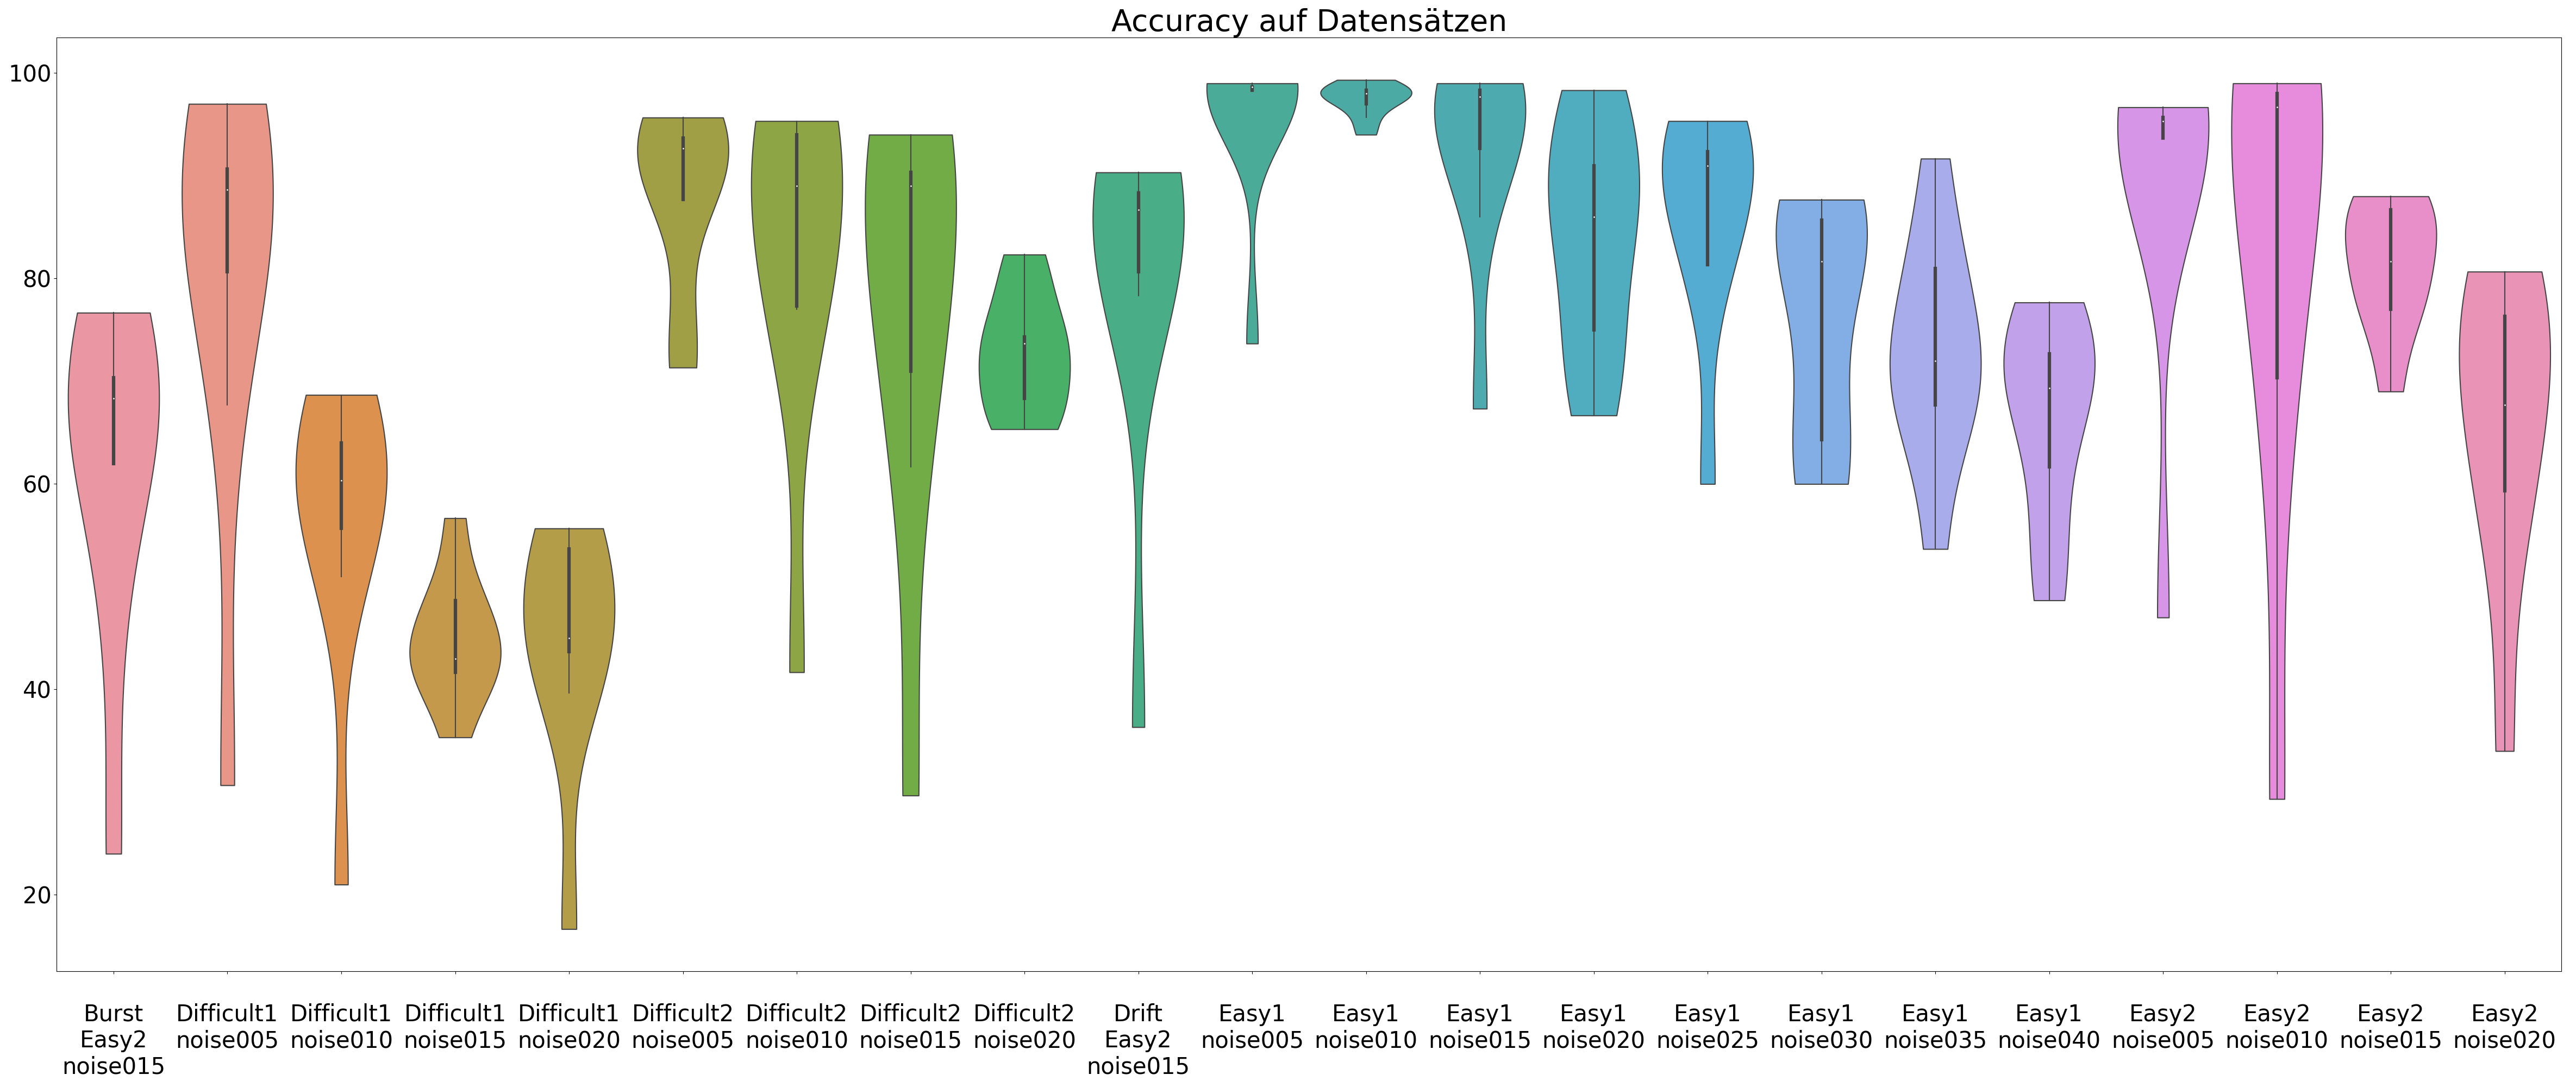 Accuracy auf Datensätzen
100
80
60
40
20
Burst
Easy2
noise015
Difficult1
noise005
Difficult1
noise010
Difficult1
noise015
Difficult1
noise020
Difficult2
noise005
Difficult2
noise010
Difficult2
noise015
Difficult2
noise020
Drift
Easy2
noise015
Easy1
noise005
Easy1
noise010
Easy1
noise015
Easy1
noise020
Easy1
noise025
Easy1
noise030
Easy1
noise035
Easy1
noise040
Easy2
noise005
Easy2
noise010
Easy2
noise015
Easy2
noise020